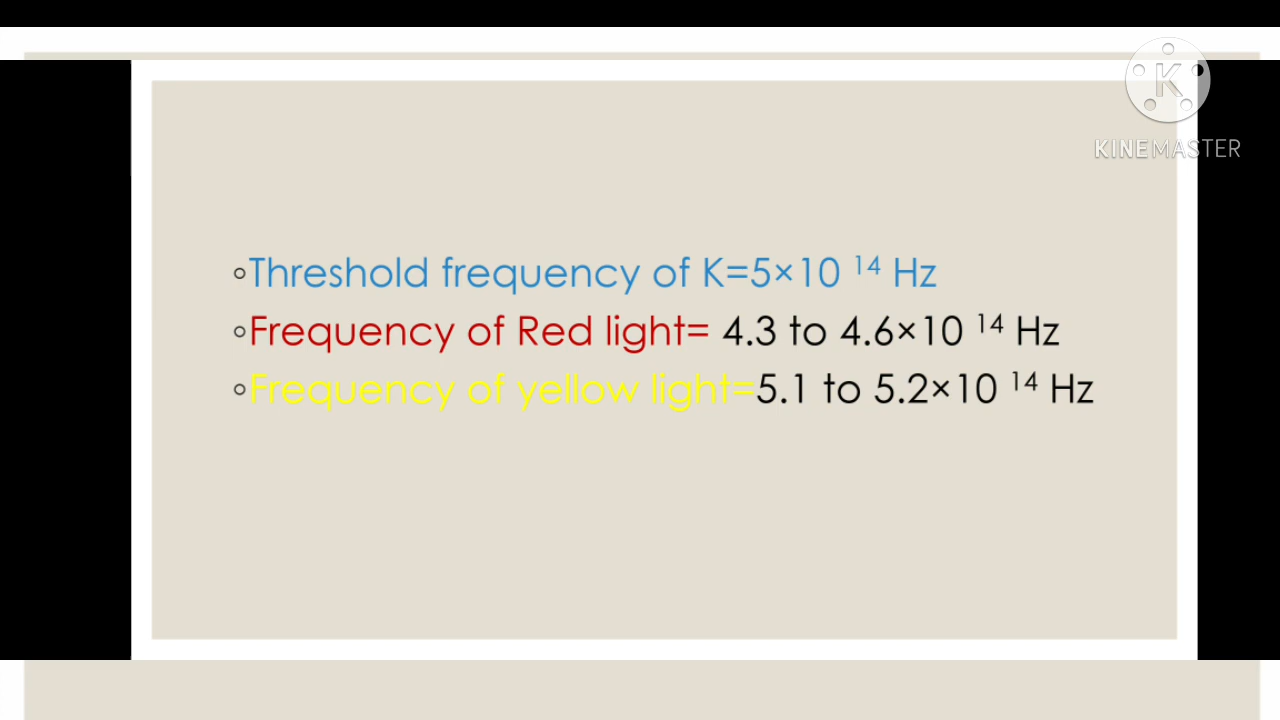 K
KINEMASTER
◦Threshold frequency of K=5×10 ¹⁴ Hz
◦Frequency of Red light= 4.3 to 4.6×10 ¹⁴ Hz
◦Frequency of yellow light=5.1 to 5.2×10 ¹⁴ Hz